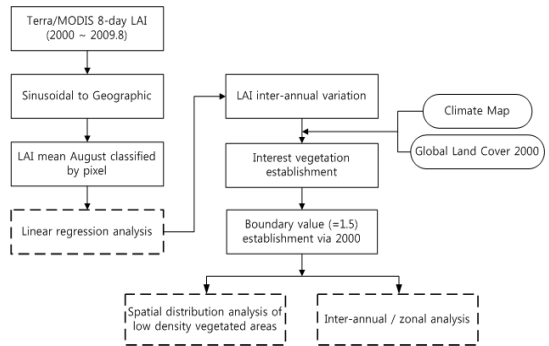 Terra/MODIS 8-day LAI
(2000 ~ 2009.8)
Sinusoidal to Geographic
LAI mean August classified
by pixel
Linear regression analysis
LAI inter-annual variation
Climate Map
Global Land Cover 2000
Interest vegetation
establishment
Boundary value (=1.5)
establishment via 2000
Spatial distribution analysis of
low density vegetated areas
Inter-annual / zonal analysis